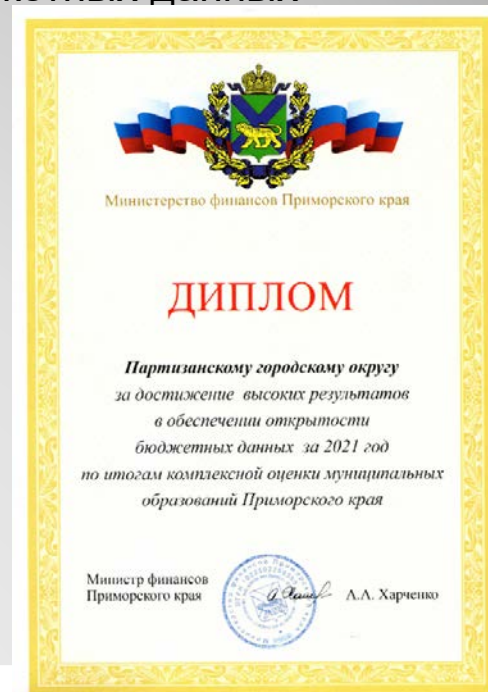 Министерство финансов Приморского края
ДИПЛОМ
Партизанскому городскому округу
за достижение высоких результатов
в обеспечении открытости
бюджетных данных за 2021 год
по итогам комплексной оценки муниципальных
образований Приморского края
Министр финансов
Приморского края
А.А. Харченко